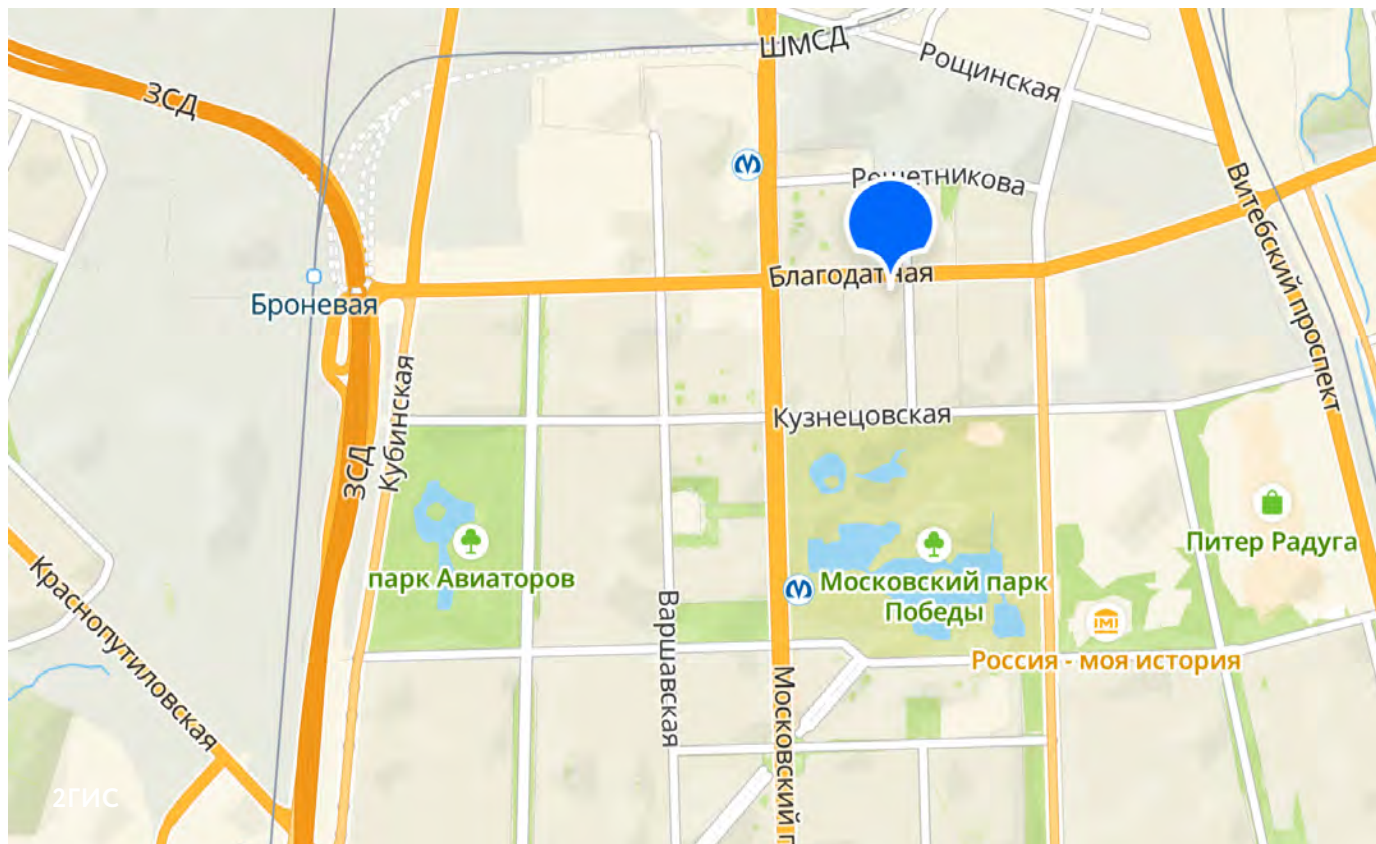 ШМСД
Рощинская
ЗСД
Решетникова
Витебский проспект
Благодатная
Броневая
Кубинская
Кузнецовская
ЗСД
Питер Радуга
парк Авиаторов
Московский парк
Победы
Краснопутиловская
Варшавская
Россия - моя история
Московский п
2ГИС